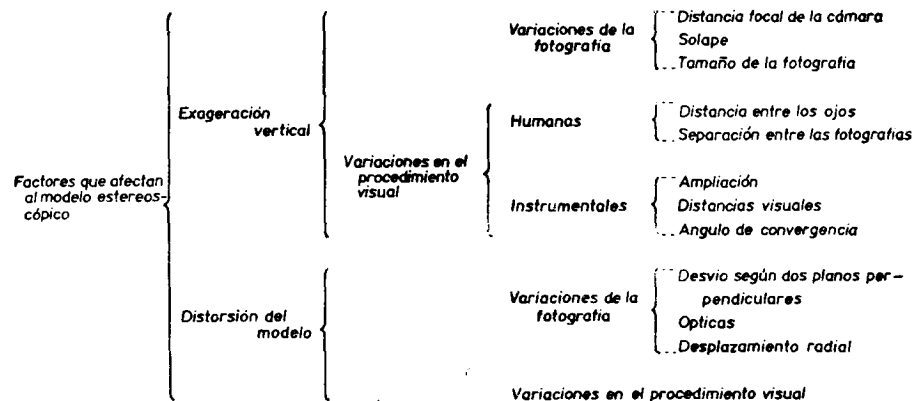 Factores que afectan
al modelo estereos-
cópico
Exageración
vertical
Variaciones de la
fotografía
Distancia focal de la cámara
Solape
Tamaño de la fotografía
Variaciones en el
procedimiento
visual
Humanas
Distancia entre los ojos
Separación entre las fotografías
Instrumentales
Ampliación
Distancias visuales
Angulo de convergencia
Distorsión del
modelo
Variaciones de la
fotografía
Desvio según dos planos per-
pendiculares
Opticas
Desplazamiento radial
Variaciones en el procedimiento visual